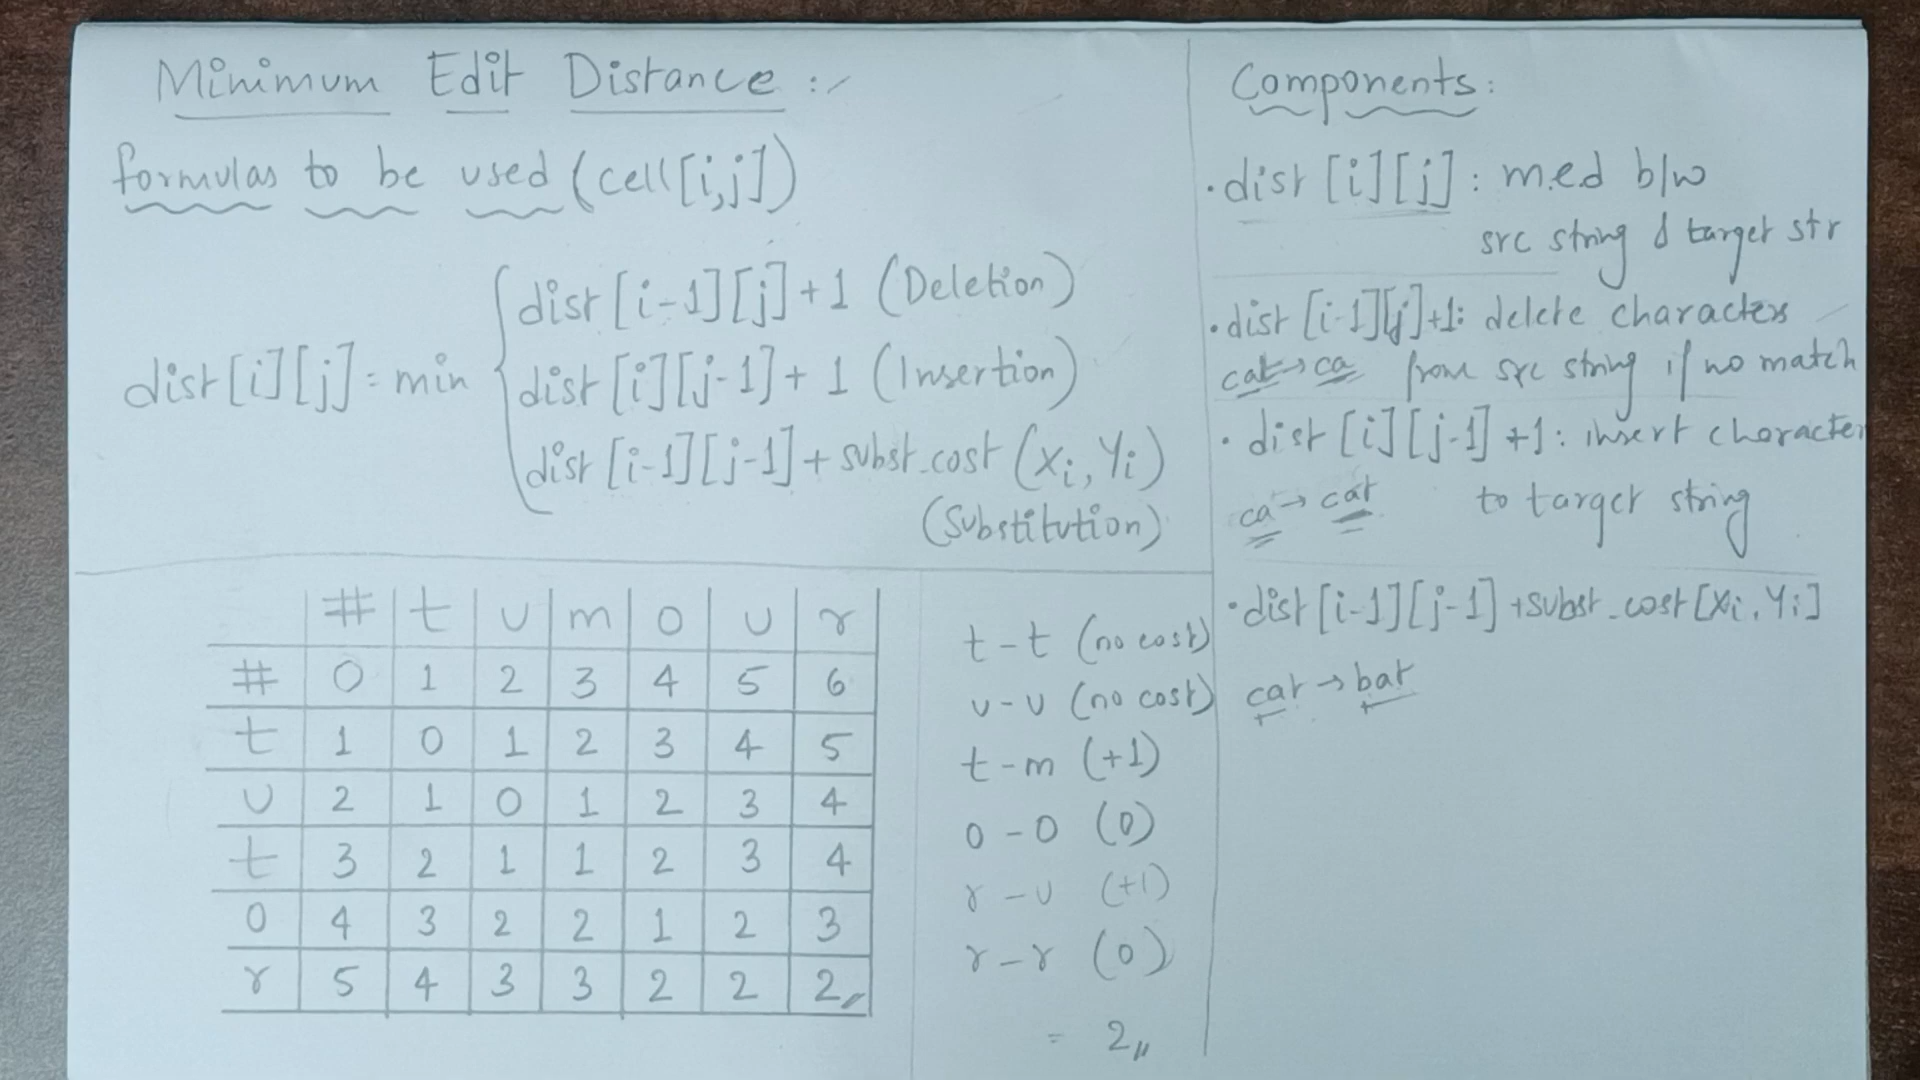 Minimum Edit Distance :-
formulas to be used (cell[i,j])
dist[i][j] = min
dist[i-1][j]+1 (Deletion)
dist[i][j-1]+1 (Insertion)
dist[i-1][j-1]+subst_cost (Xi, Yi)
(Substitution)
# t u m o u r
# 0 1 2 3 4 5 6
t 1 0 1 2 3 4 5
u 2 1 0 1 2 3 4
t 3 2 1 1 2 3 4
o 4 3 2 2 1 2 3
r 5 4 3 3 2 2 2
t-t (no cost)
u-u (no cost)
t-m (+1)
o-o (0)
r-u (+1)
r-r (0)
= 2
Components:
• dist[i][j] : med b/w
src string & target str
• dist[i-1][j]+1: delete characters
cat→ca from src string if no match
• dist[i][j-1]+1: insert character
ca→cat to target string
• dist[i-1][j-1]+subst_cost[Xi, Yi]
cat→bat